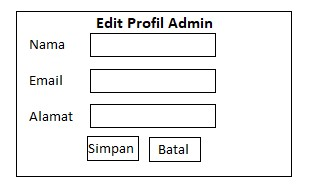 Edit Profil Admin
Nama
Email
Alamat
Simpan Batal